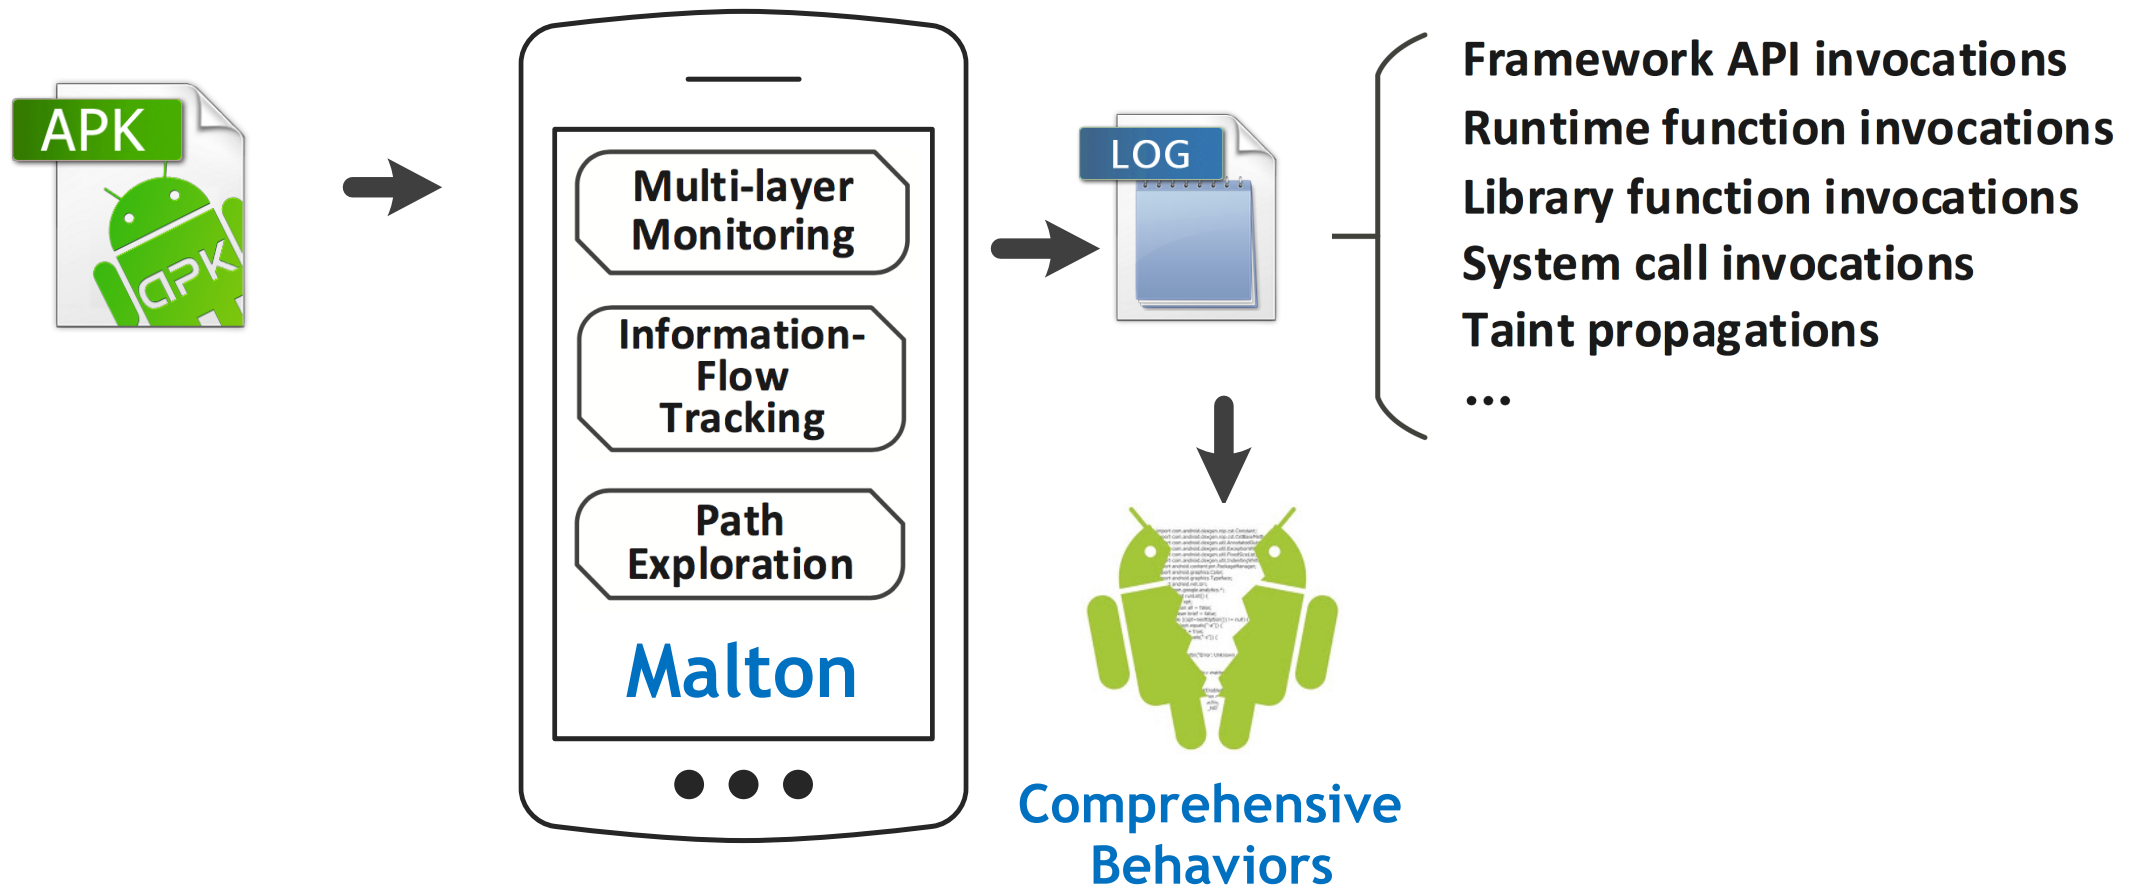 APK
APK
Multi-layer
Monitoring
Information-
Flow
Tracking
Path
Exploration
Malton
LOG
Framework API invocations
Runtime function invocations
Library function invocations
System call invocations
Taint propagations
...
Comprehensive
Behaviors